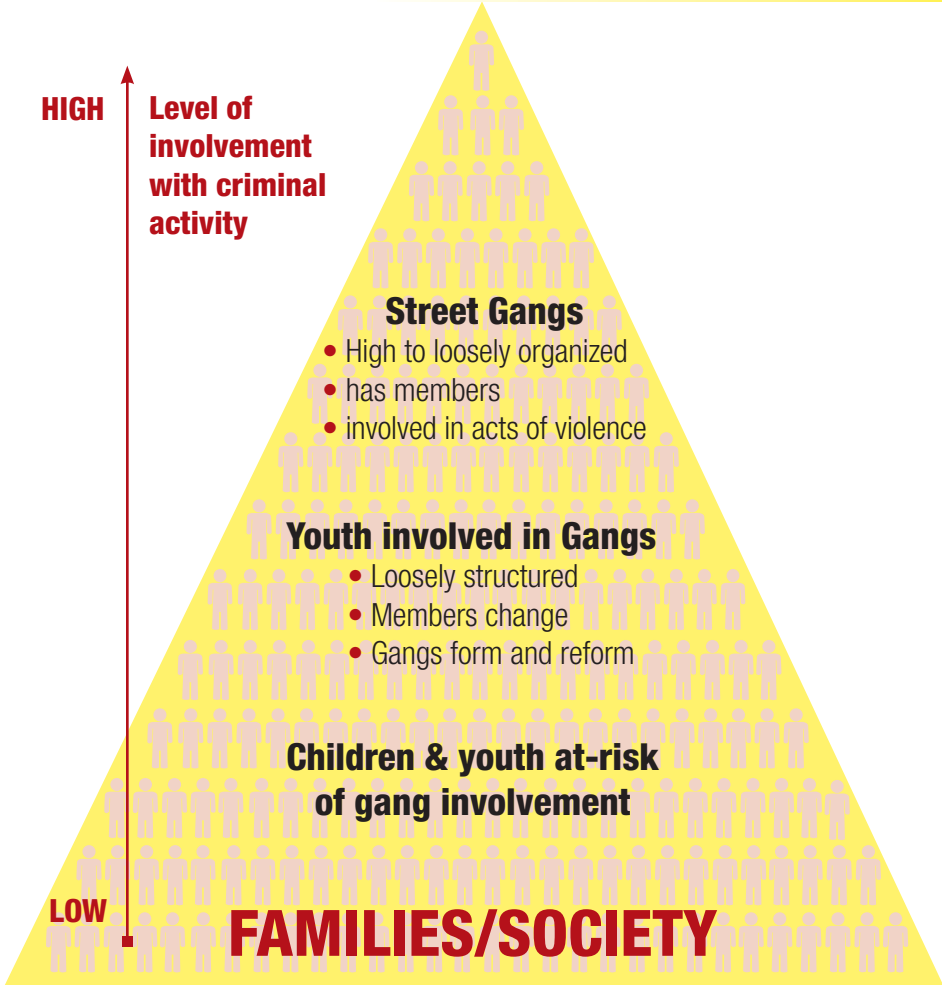 HIGH
Level of
involvement
with criminal
activity
Street Gangs
• High to loosely organized
• has members
• involved in acts of violence
Youth involved in Gangs
• Loosely structured
• Members change
• Gangs form and reform
Children & youth at-risk
of gang involvement
LOW
FAMILIES/SOCIETY